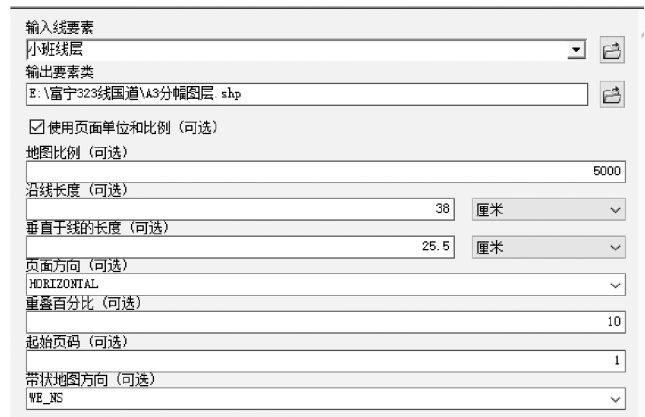 输入线要素
小班线层
输出要素类
E:\富宁323线国道\A3分幅图层.shp
使用页面单位和比例（可选）
地图比例（可选）
5000
沿线长度（可选）
38 厘米
垂直于线的长度（可选）
25.5 厘米
页面方向（可选）
HORIZONTAL
重叠百分比（可选）
10
起始页码（可选）
1
带状地图方向（可选）
WE_NS